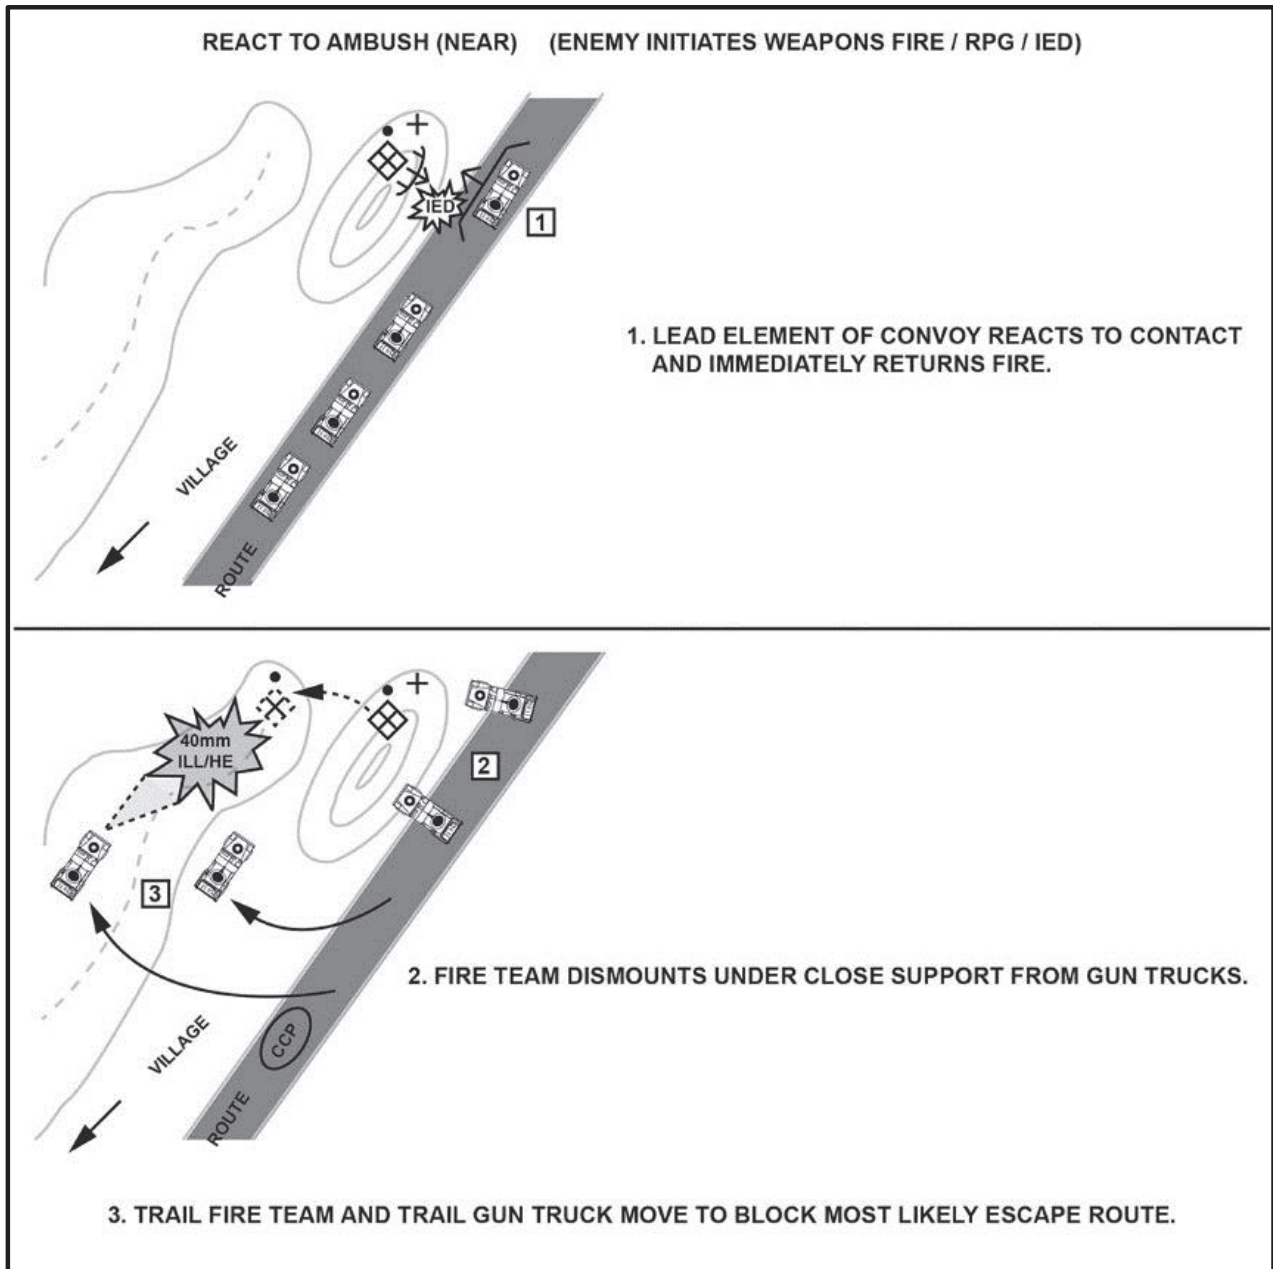 REACT TO AMBUSH (NEAR) (ENEMY INITIATES WEAPONS FIRE / RPG / IED)
IED
1
1. LEAD ELEMENT OF CONVOY REACTS TO CONTACT
AND IMMEDIATELY RETURNS FIRE.
VILLAGE
ROUTE
40mm
ILL/HE
2
3
2. FIRE TEAM DISMOUNTS UNDER CLOSE SUPPORT FROM GUN TRUCKS.
VILLAGE
CCP
ROUTE
3. TRAIL FIRE TEAM AND TRAIL GUN TRUCK MOVE TO BLOCK MOST LIKELY ESCAPE ROUTE.